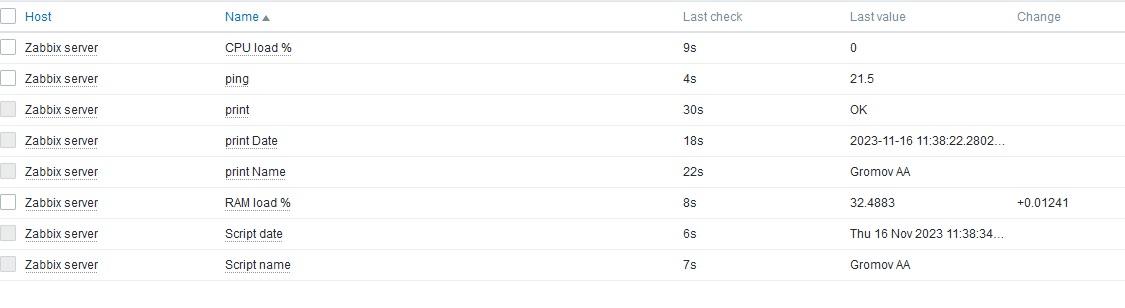 Host Name Last check Last value Change
Zabbix server CPU load % 9s 0
Zabbix server ping 4s 21.5
Zabbix server print 30s OK
Zabbix server print Date 18s 2023-11-16 11:38:22.2802...
Zabbix server print Name 22s Gromov AA
Zabbix server RAM load % 8s 32.4883 +0.01241
Zabbix server Script date 6s Thu 16 Nov 2023 11:38:34...
Zabbix server Script name 7s Gromov AA